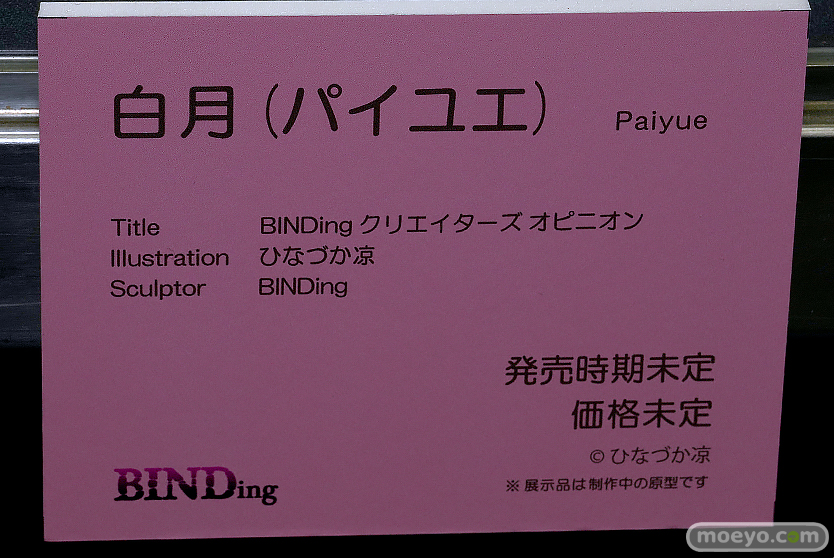 白月(パイユエ) Paiyue
Title BINDing クリエイターズ オピニオン
Illustration ひなづか凉
Sculptor BINDing
発売時期未定
価格未定
© ひなづか凉
※展示品は制作中の原型です
BINDing
moeyo.com